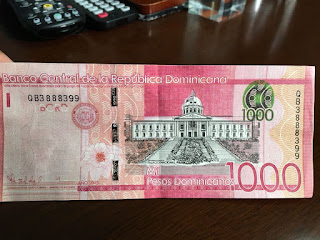 Banco Central de la República Dominicana
QB3888399
1000
QB3888399
MIL
1000
Pesos Dominicanos